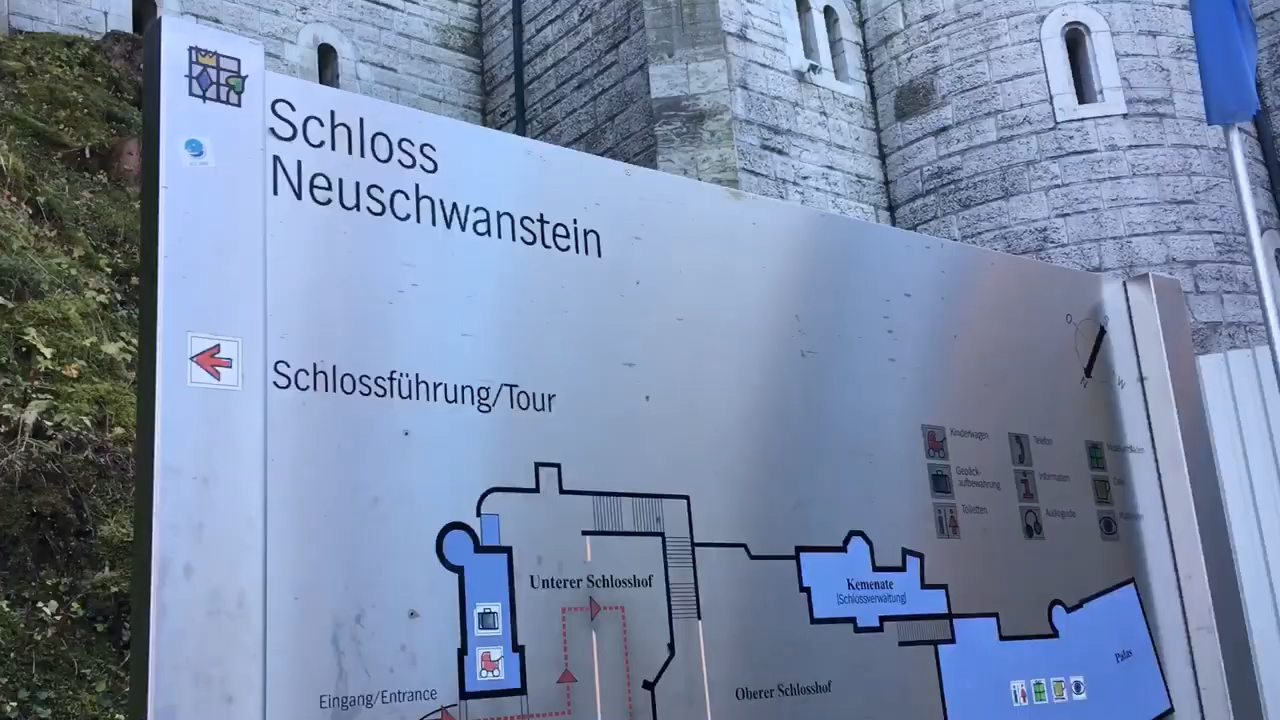 Schloss
Neuschwanstein
Schlossführung/Tour
O
N
W
Kinderwagen
Telefon
Gepäck-
aufbewahrung
Information
Toiletten
Audioguide
Unterer Schlosshof
Kemenate
(Schlossverwaltung)
Palas
Oberer Schlosshof
Eingang/Entrance